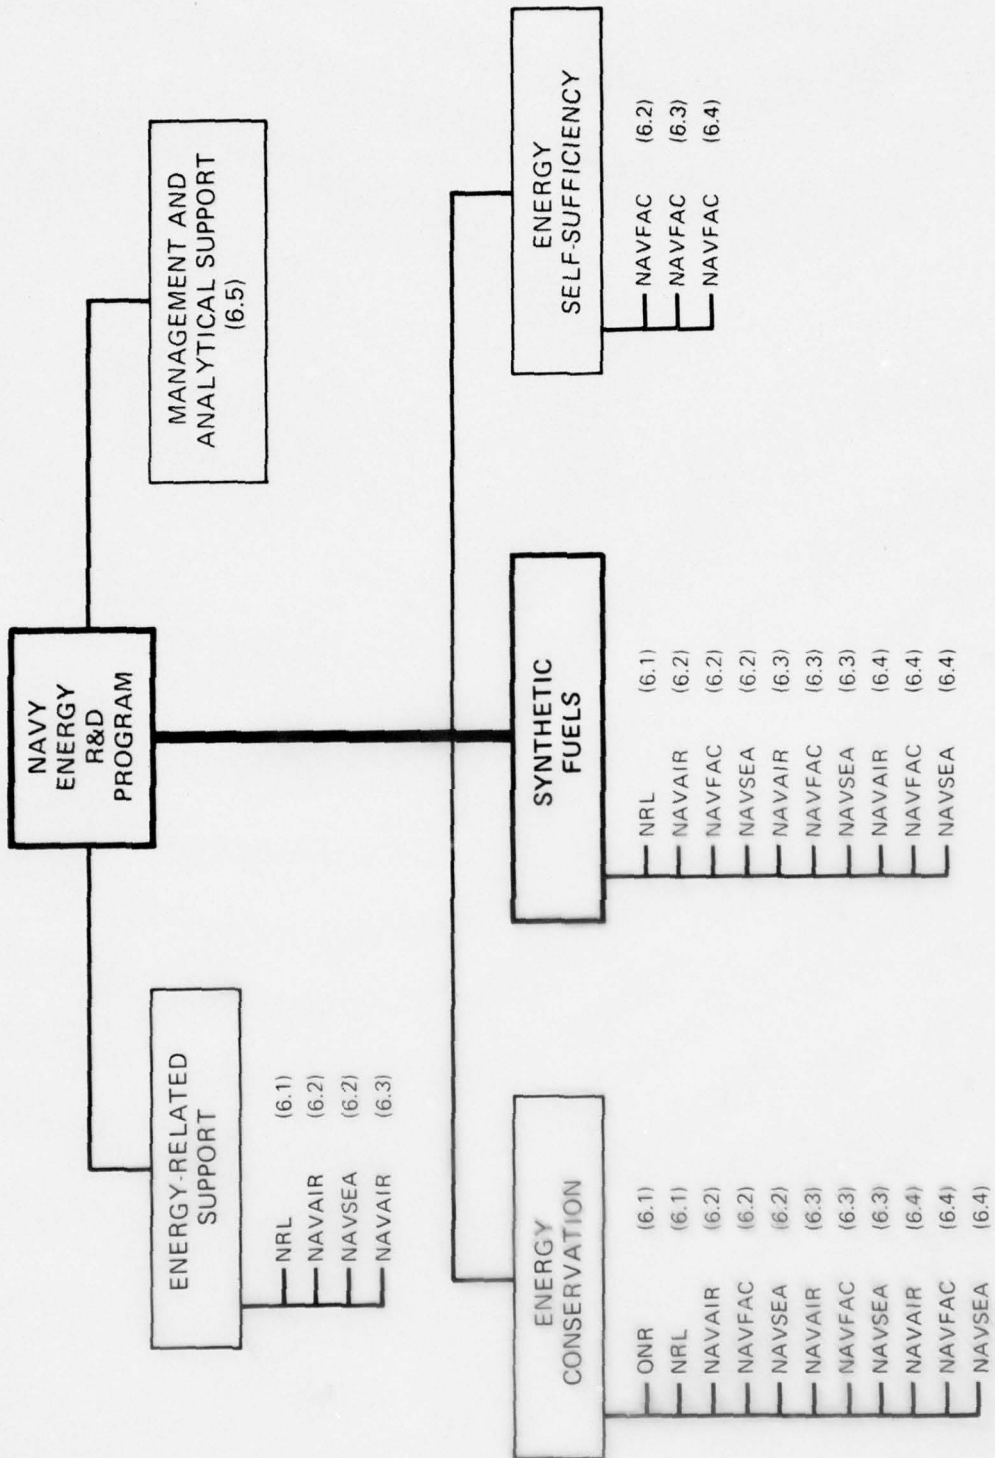 NAVY
ENERGY
R&D
PROGRAM
ENERGY-RELATED
SUPPORT
NRL (6.1)
NAVAIR (6.2)
NAVSEA (6.2)
NAVAIR (6.3)
MANAGEMENT AND
ANALYTICAL SUPPORT
(6.5)
ENERGY
CONSERVATION
ONR (6.1)
NRL (6.1)
NAVAIR (6.2)
NAVFAC (6.2)
NAVSEA (6.2)
NAVAIR (6.3)
NAVFAC (6.3)
NAVSEA (6.3)
NAVAIR (6.4)
NAVFAC (6.4)
NAVSEA (6.4)
SYNTHETIC
FUELS
NRL (6.1)
NAVAIR (6.2)
NAVFAC (6.2)
NAVSEA (6.2)
NAVAIR (6.3)
NAVFAC (6.3)
NAVSEA (6.3)
NAVAIR (6.4)
NAVFAC (6.4)
NAVSEA (6.4)
ENERGY
SELF-SUFFICIENCY
NAVFAC (6.2)
NAVFAC (6.3)
NAVFAC (6.4)